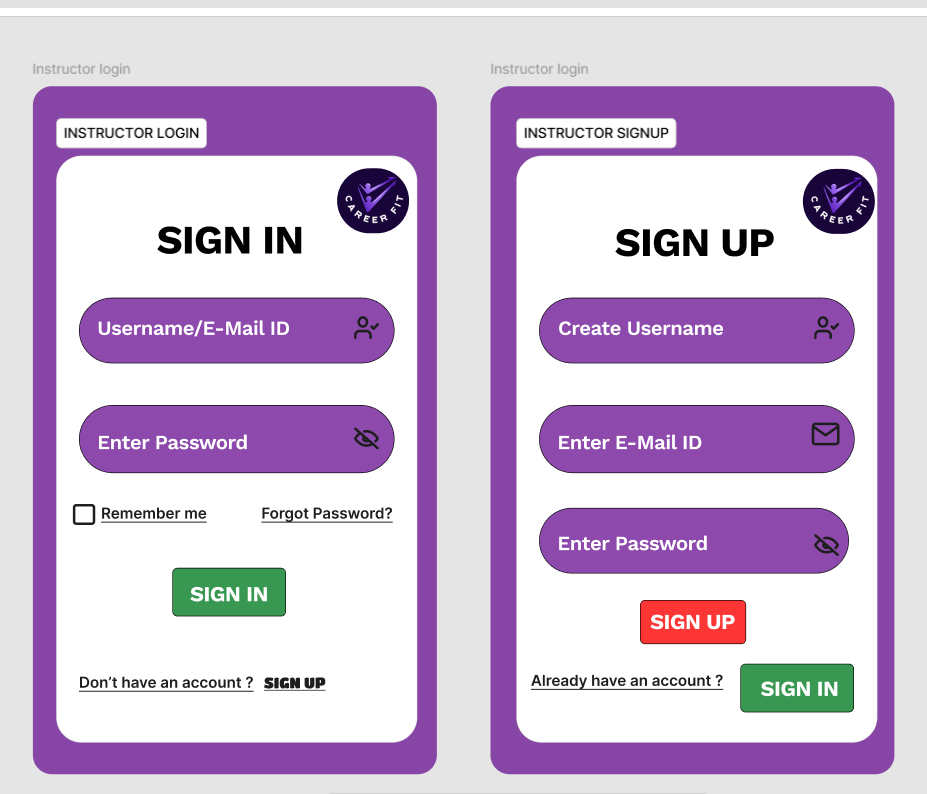 Instructor login
INSTRUCTOR LOGIN
CAREER FIT
SIGN IN
Username/E-Mail ID
Enter Password
Remember me
Forgot Password?
SIGN IN
Don't have an account ? SIGN UP
Instructor login
INSTRUCTOR SIGNUP
CAREER FIT
SIGN UP
Create Username
Enter E-Mail ID
Enter Password
SIGN UP
Already have an account ?
SIGN IN